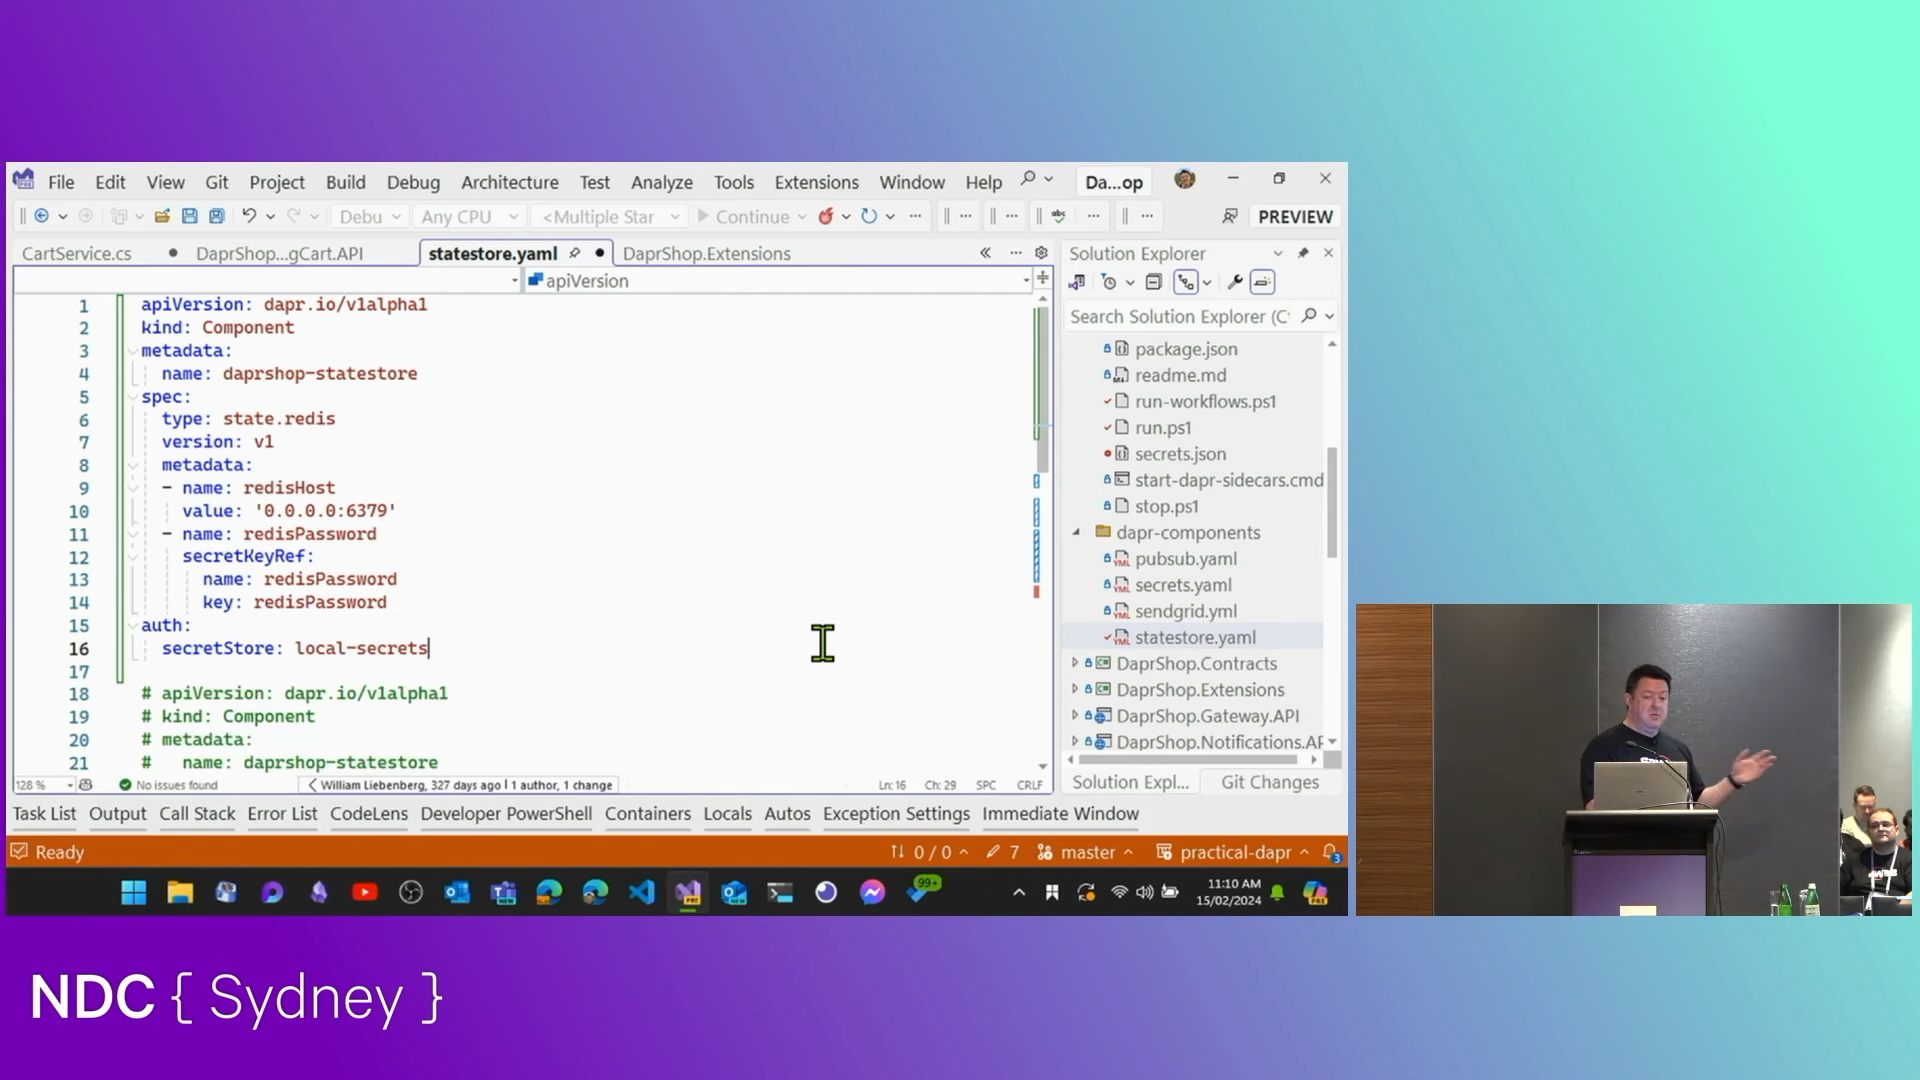 File Edit View Git Project Build Debug Architecture Test Analyze Tools Extensions Window Help Da...op
Debu Any CPU <Multiple Star Continue PREVIEW
CartService.cs DaprShop...gCart.API statestore.yaml DaprShop.Extensions
apiVersion
1 apiVersion: dapr.io/v1alpha1
2 kind: Component
3 metadata:
4 name: daprshop-statestore
5 spec:
6 type: state.redis
7 version: v1
8 metadata:
9 - name: redisHost
10 value: '0.0.0.0:6379'
11 - name: redisPassword
12 secretKeyRef:
13 name: redisPassword
14 key: redisPassword
15 auth:
16 secretStore: local-secrets
17
18 # apiVersion: dapr.io/v1alpha1
19 # kind: Component
20 # metadata:
21 # name: daprshop-statestore
128 % No issues found William Liebenberg, 327 days ago | 1 author, 1 change Ln: 16 Ch: 29 SPC CRLF
Solution Explorer
Search Solution Explorer (Ct
package.json
readme.md
run-workflows.ps1
run.ps1
secrets.json
start-dapr-sidecars.cmd
stop.ps1
dapr-components
pubsub.yaml
secrets.yaml
sendgrid.yml
statestore.yaml
DaprShop.Contracts
DaprShop.Extensions
DaprShop.Gateway.API
DaprShop.Notifications.AP
Solution Expl... Git Changes
Task List Output Call Stack Error List CodeLens Developer PowerShell Containers Locals Autos Exception Settings Immediate Window
Ready 0 / 0 7 master practical-dapr 3
99+
11:10 AM
15/02/2024
NDC { Sydney }